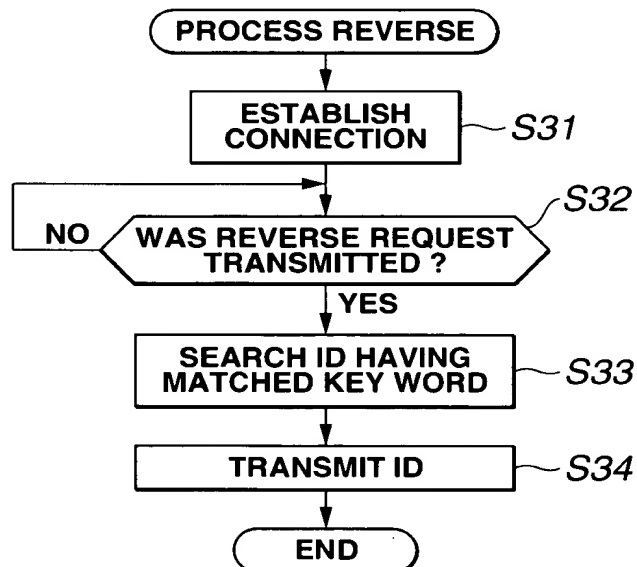 PROCESS REVERSE
ESTABLISH
CONNECTION
S31
S32
NO
WAS REVERSE REQUEST
TRANSMITTED ?
YES
SEARCH ID HAVING
MATCHED KEY WORD
S33
TRANSMIT ID
S34
END